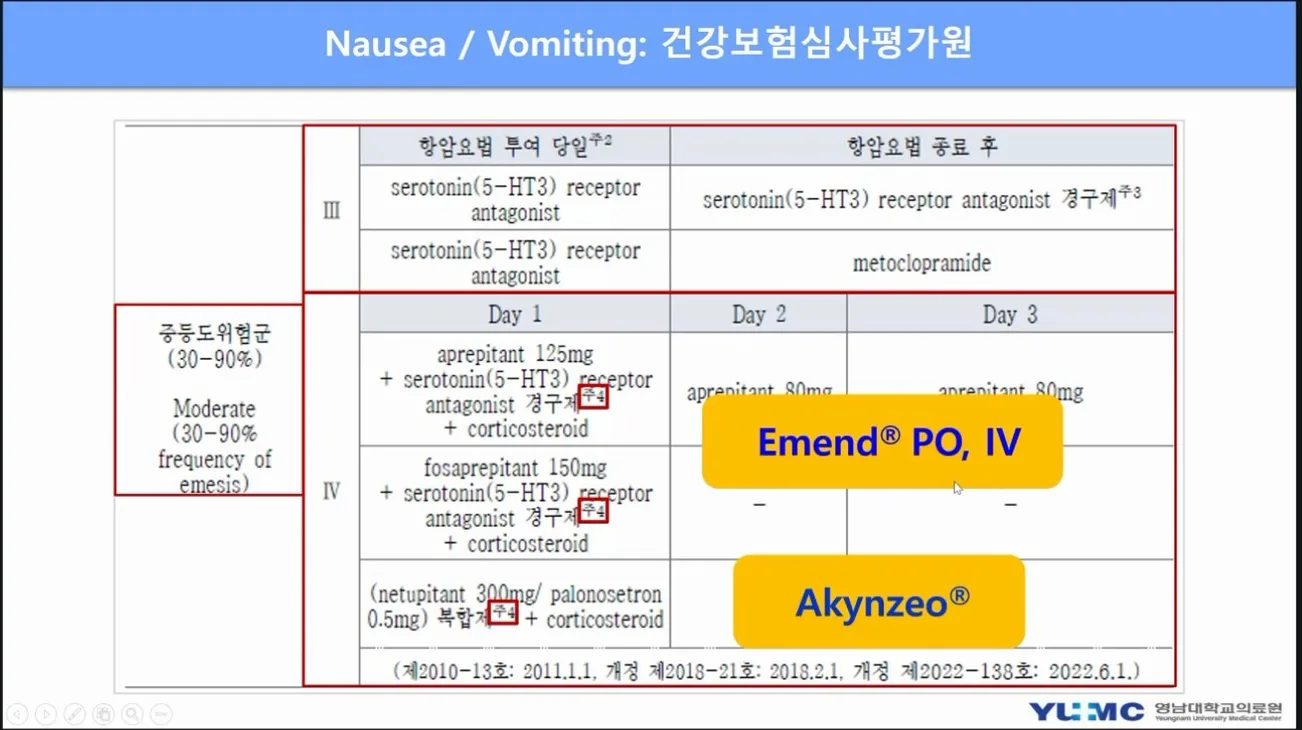 Nausea / Vomiting: 건강보험심사평가원
항암요법 투여 당일주2
항암요법 종료 후
III
serotonin(5-HT3) receptor
antagonist
serotonin(5-HT3) receptor antagonist 경구제주3
serotonin(5-HT3) receptor
antagonist
metoclopramide
중등도위험군
(30-90%)
Moderate
(30-90%
frequency of
emesis)
IV
Day 1
Day 2
Day 3
aprepitant 125mg
+ serotonin(5-HT3) receptor
antagonist 경구제주4
+ corticosteroid
aprepitant 80mg
aprepitant 80mg
Emend® PO, IV
fosaprepitant 150mg
+ serotonin(5-HT3) receptor
antagonist 경구제주4
+ corticosteroid
-
-
(netupitant 300mg/ palonosetron
0.5mg) 복합제주4 + corticosteroid
Akynzeo®
(제2010-13호: 2011.1.1, 개정 제2018-21호: 2018.2.1, 개정 제2022-138호: 2022.6.1.)
YUMC 영남대학교의료원
Yeungnam University Medical Center